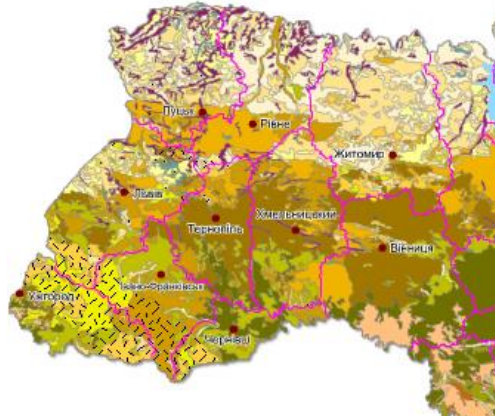 Луцьк
Рівне
Житомир
Львів
Тернопіль
Хмельницький
Вінниця
Івано-Франківськ
Ужгород
Чернівці